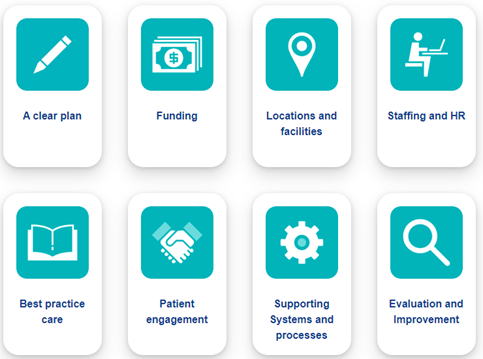 A clear plan
Funding
Locations and
facilities
Staffing and HR
Best practice
care
Patient
engagement
Supporting
Systems and
processes
Evaluation and
Improvement